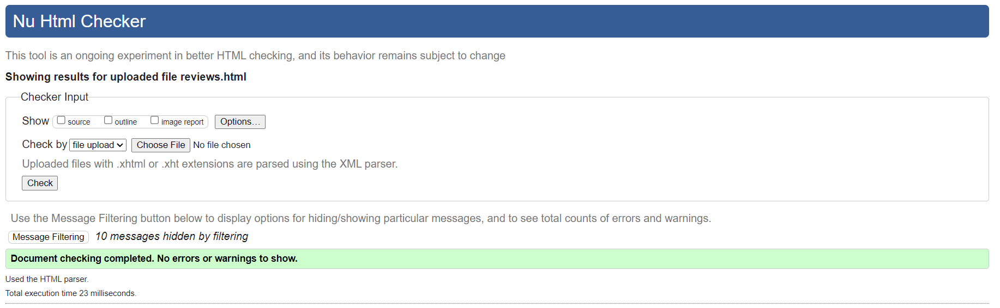 Nu Html Checker
This tool is an ongoing experiment in better HTML checking, and its behavior remains subject to change
Showing results for uploaded file reviews.html
Checker Input
Show source outline image report Options…
Check by file upload Choose File No file chosen
Uploaded files with .xhtml or .xht extensions are parsed using the XML parser.
Check
Use the Message Filtering button below to display options for hiding/showing particular messages, and to see total counts of errors and warnings.
Message Filtering 10 messages hidden by filtering
Document checking completed. No errors or warnings to show.
Used the HTML parser.
Total execution time 23 milliseconds.